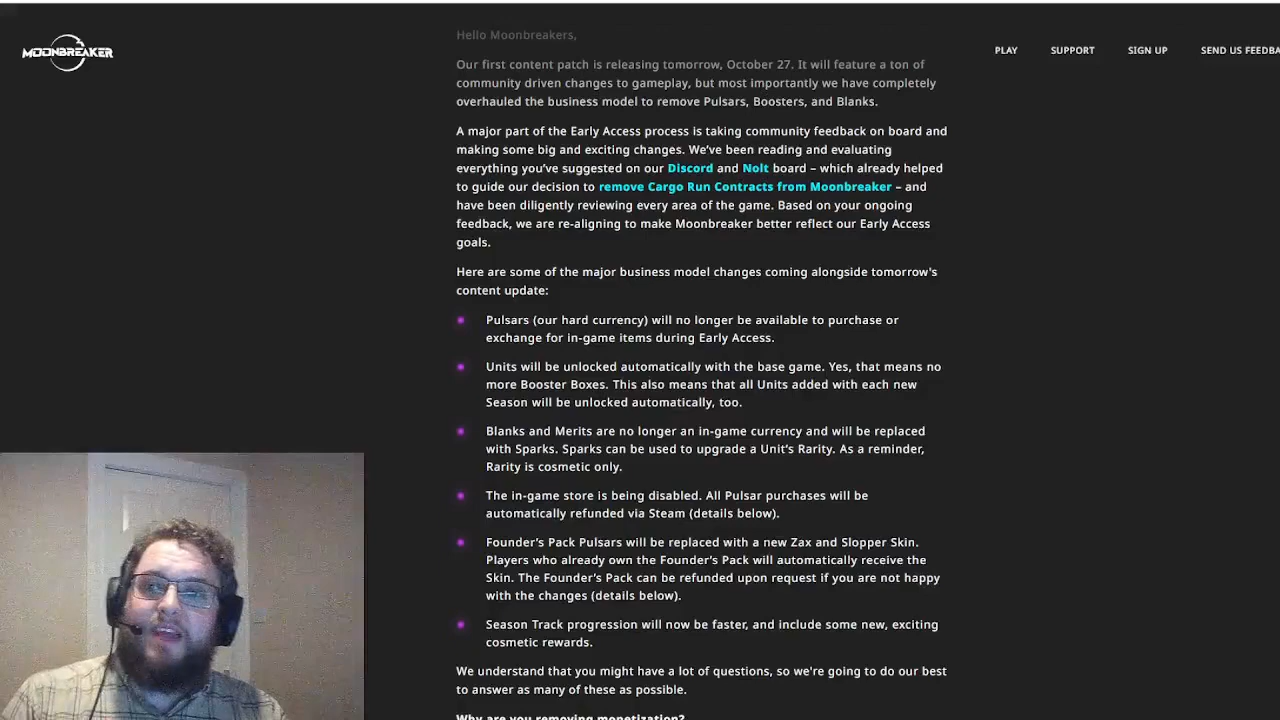 MOONBREAKER
PLAY
SUPPORT
SIGN UP
SEND US FEEDBA
Hello Moonbreakers,
Our first content patch is releasing tomorrow, October 27. It will feature a ton of
community driven changes to gameplay, but most importantly we have completely
overhauled the business model to remove Pulsars, Boosters, and Blanks.
A major part of the Early Access process is taking community feedback on board and
making some big and exciting changes. We've been reading and evaluating
everything you've suggested on our Discord and Nolt board – which already helped
to guide our decision to remove Cargo Run Contracts from Moonbreaker – and
have been diligently reviewing every area of the game. Based on your ongoing
feedback, we are re-aligning to make Moonbreaker better reflect our Early Access
goals.
Here are some of the major business model changes coming alongside tomorrow's
content update:
Pulsars (our hard currency) will no longer be available to purchase or
exchange for in-game items during Early Access.
Units will be unlocked automatically with the base game. Yes, that means no
more Booster Boxes. This also means that all Units added with each new
Season will be unlocked automatically, too.
Blanks and Merits are no longer an in-game currency and will be replaced
with Sparks. Sparks can be used to upgrade a Unit's Rarity. As a reminder,
Rarity is cosmetic only.
The in-game store is being disabled. All Pulsar purchases will be
automatically refunded via Steam (details below).
Founder's Pack Pulsars will be replaced with a new Zax and Slopper Skin.
Players who already own the Founder's Pack will automatically receive the
Skin. The Founder's Pack can be refunded upon request if you are not happy
with the changes (details below).
Season Track progression will now be faster, and include some new, exciting
cosmetic rewards.
We understand that you might have a lot of questions, so we're going to do our best
to answer as many of these as possible.
Why are you removing monetization?